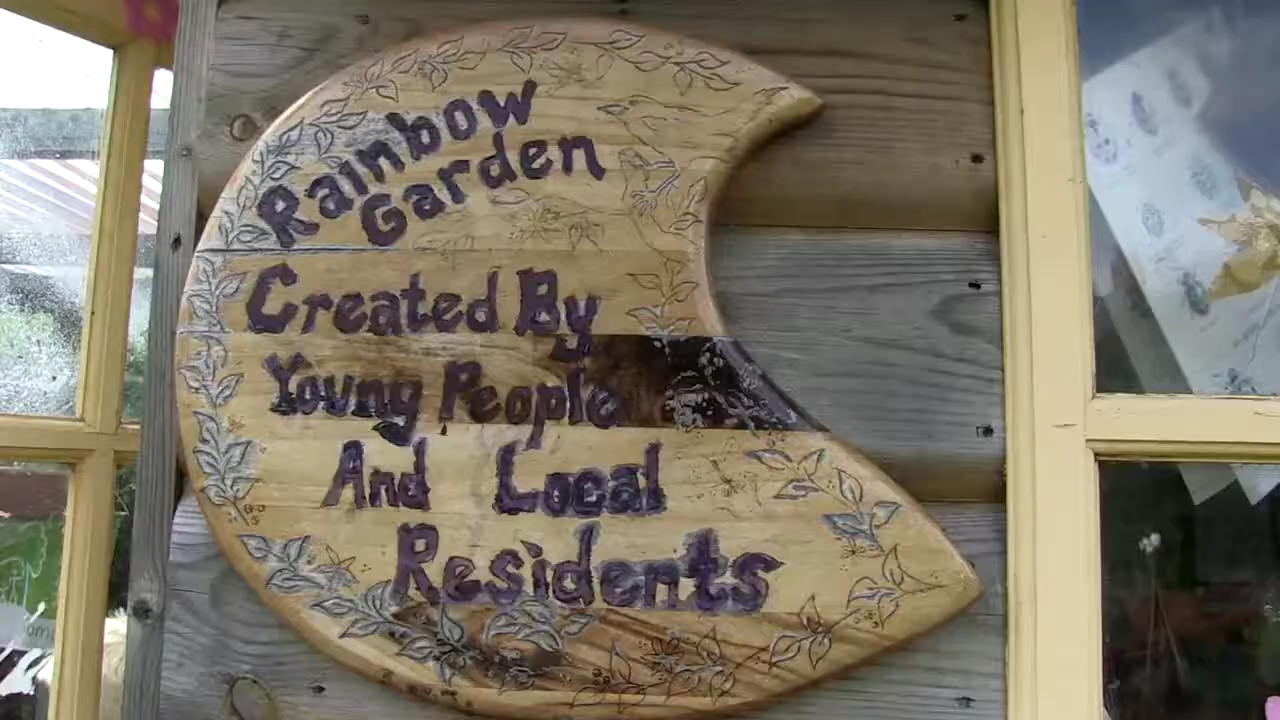 Rainbow
Garden
Created By
Young People
And Local
Residents